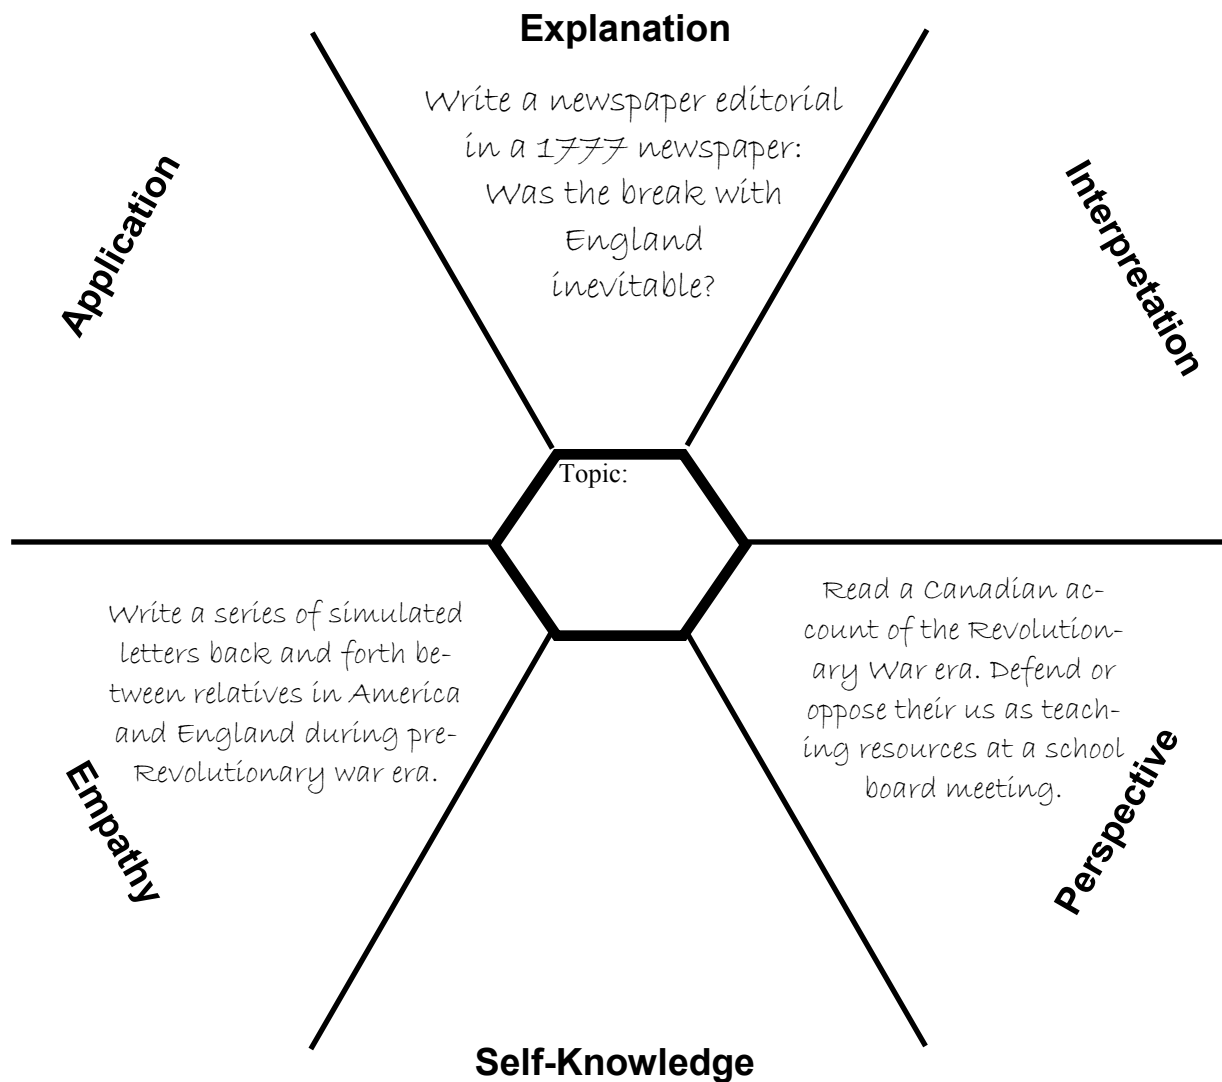 Explanation
Write a newspaper editorial
in a 1777 newspaper:
Was the break with
England
inevitable?
Application
Interpretation
Topic:
Write a series of simulated
letters back and forth be-
tween relatives in America
and England during pre-
Revolutionary war era.
Empathy
Read a Canadian ac-
count of the Revolution-
ary War era. Defend or
oppose their us as teach-
ing resources at a school
board meeting.
Perspective
Self-Knowledge